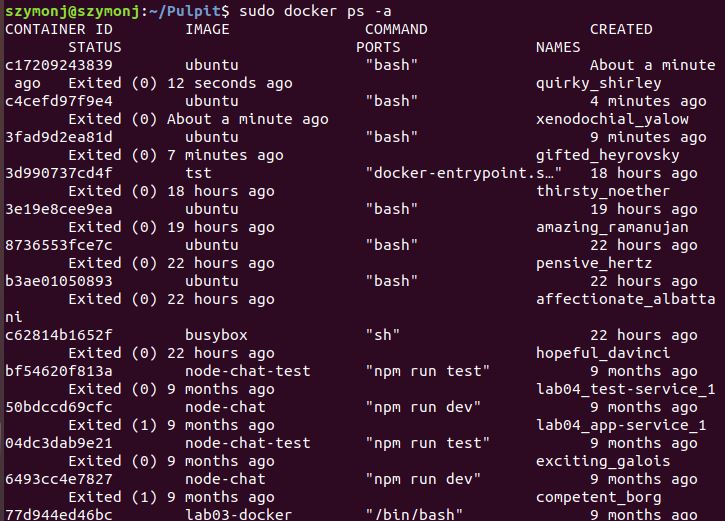 szymonj@szymonj:~/Pulpit$ sudo docker ps -a
CONTAINER ID        IMAGE               COMMAND                  CREATED
       STATUS                          PORTS               NAMES
c17209243839        ubuntu              "bash"                   About a minute
 ago   Exited (0) 12 seconds ago                           quirky_shirley
c4cefd97f9e4        ubuntu              "bash"                   4 minutes ago
       Exited (0) About a minute ago                       xenodochial_yalow
3fad9d2ea81d        ubuntu              "bash"                   9 minutes ago
       Exited (0) 7 minutes ago                            gifted_heyrovsky
3d990737cd4f        tst                 "docker-entrypoint.s…"   18 hours ago
       Exited (0) 18 hours ago                             thirsty_noether
3e19e8cee9ea        ubuntu              "bash"                   19 hours ago
       Exited (0) 19 hours ago                             amazing_ramanujan
8736553fce7c        ubuntu              "bash"                   22 hours ago
       Exited (0) 22 hours ago                             pensive_hertz
b3ae01050893        ubuntu              "bash"                   22 hours ago
       Exited (0) 22 hours ago                             affectionate_albatta
ni
c62814b1652f        busybox             "sh"                     22 hours ago
       Exited (0) 22 hours ago                             hopeful_davinci
bf54620f813a        node-chat-test      "npm run test"           9 months ago
       Exited (0) 9 months ago                             lab04_test-service_1
50bdccd69cfc        node-chat           "npm run dev"            9 months ago
       Exited (1) 9 months ago                             lab04_app-service_1
04dc3dab9e21        node-chat-test      "npm run test"           9 months ago
       Exited (0) 9 months ago                             exciting_galois
6493cc4e7827        node-chat           "npm run dev"            9 months ago
       Exited (1) 9 months ago                             competent_borg
77d944ed46bc        lab03-docker        "/bin/bash"              9 months ago